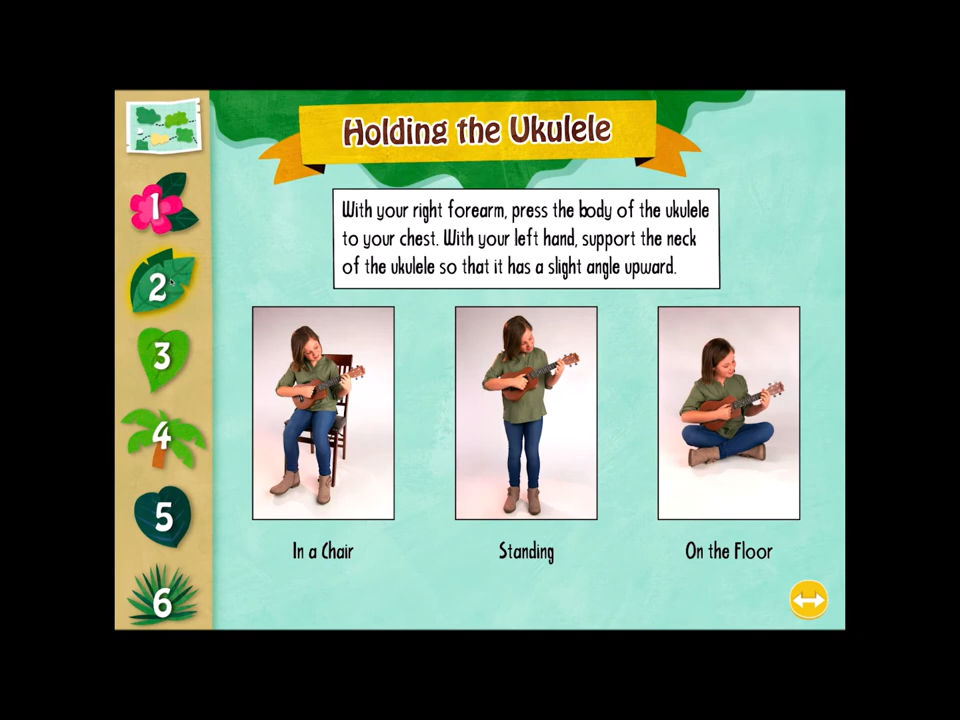 Holding the Ukulele
With your right forearm, press the body of the ukulele
to your chest. With your left hand, support the neck
of the ukulele so that it has a slight angle upward.
1
2
3
4
5
6
In a Chair
Standing
On the Floor